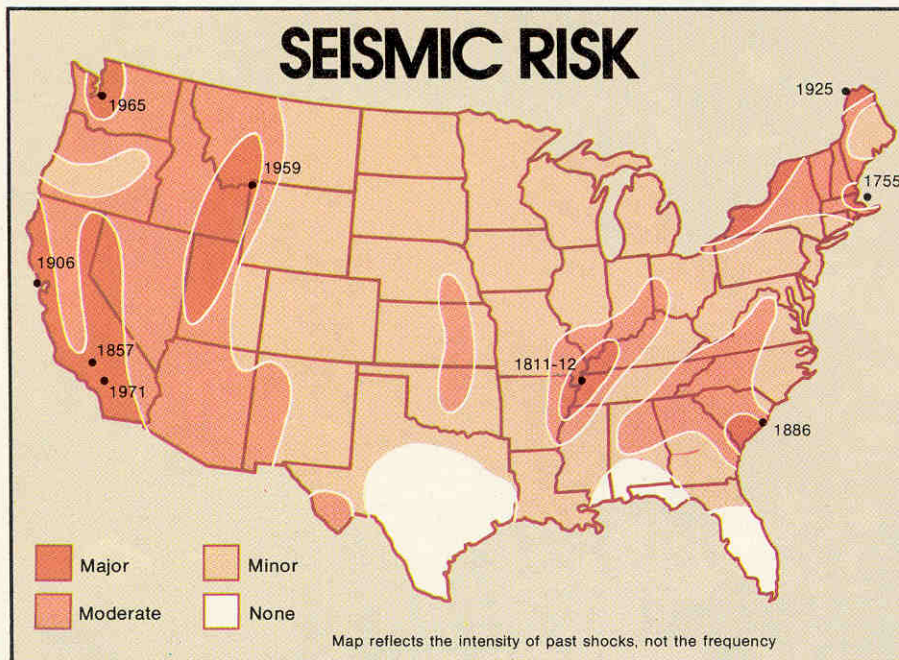 SEISMIC RISK
1925
1965
1959
1755
1906
1857
1811-12
1971
1886
Major
Minor
Moderate
None
Map reflects the intensity of past shocks, not the frequency